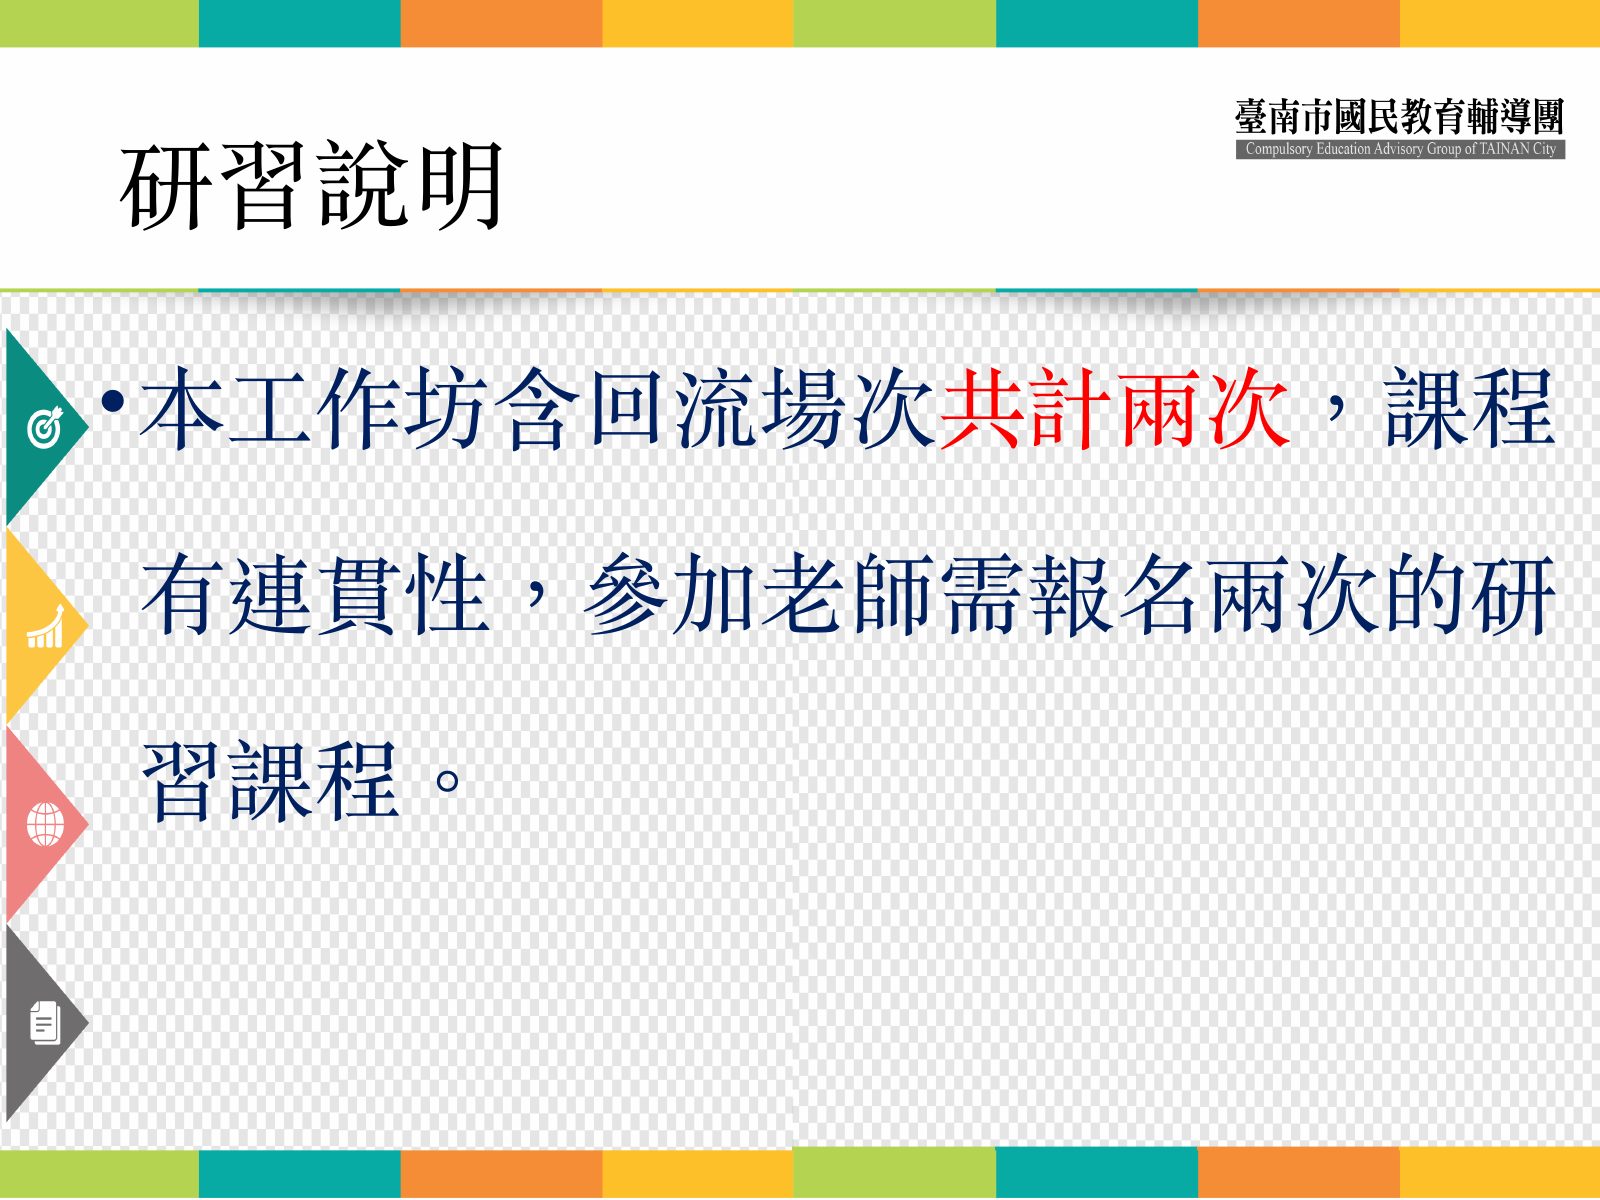 臺南市國民教育輔導團
Compulsory Education Advisory Group of TAINAN City
研習說明
•本工作坊含回流場次共計兩次，課程
有連貫性，參加老師需報名兩次的研
習課程。